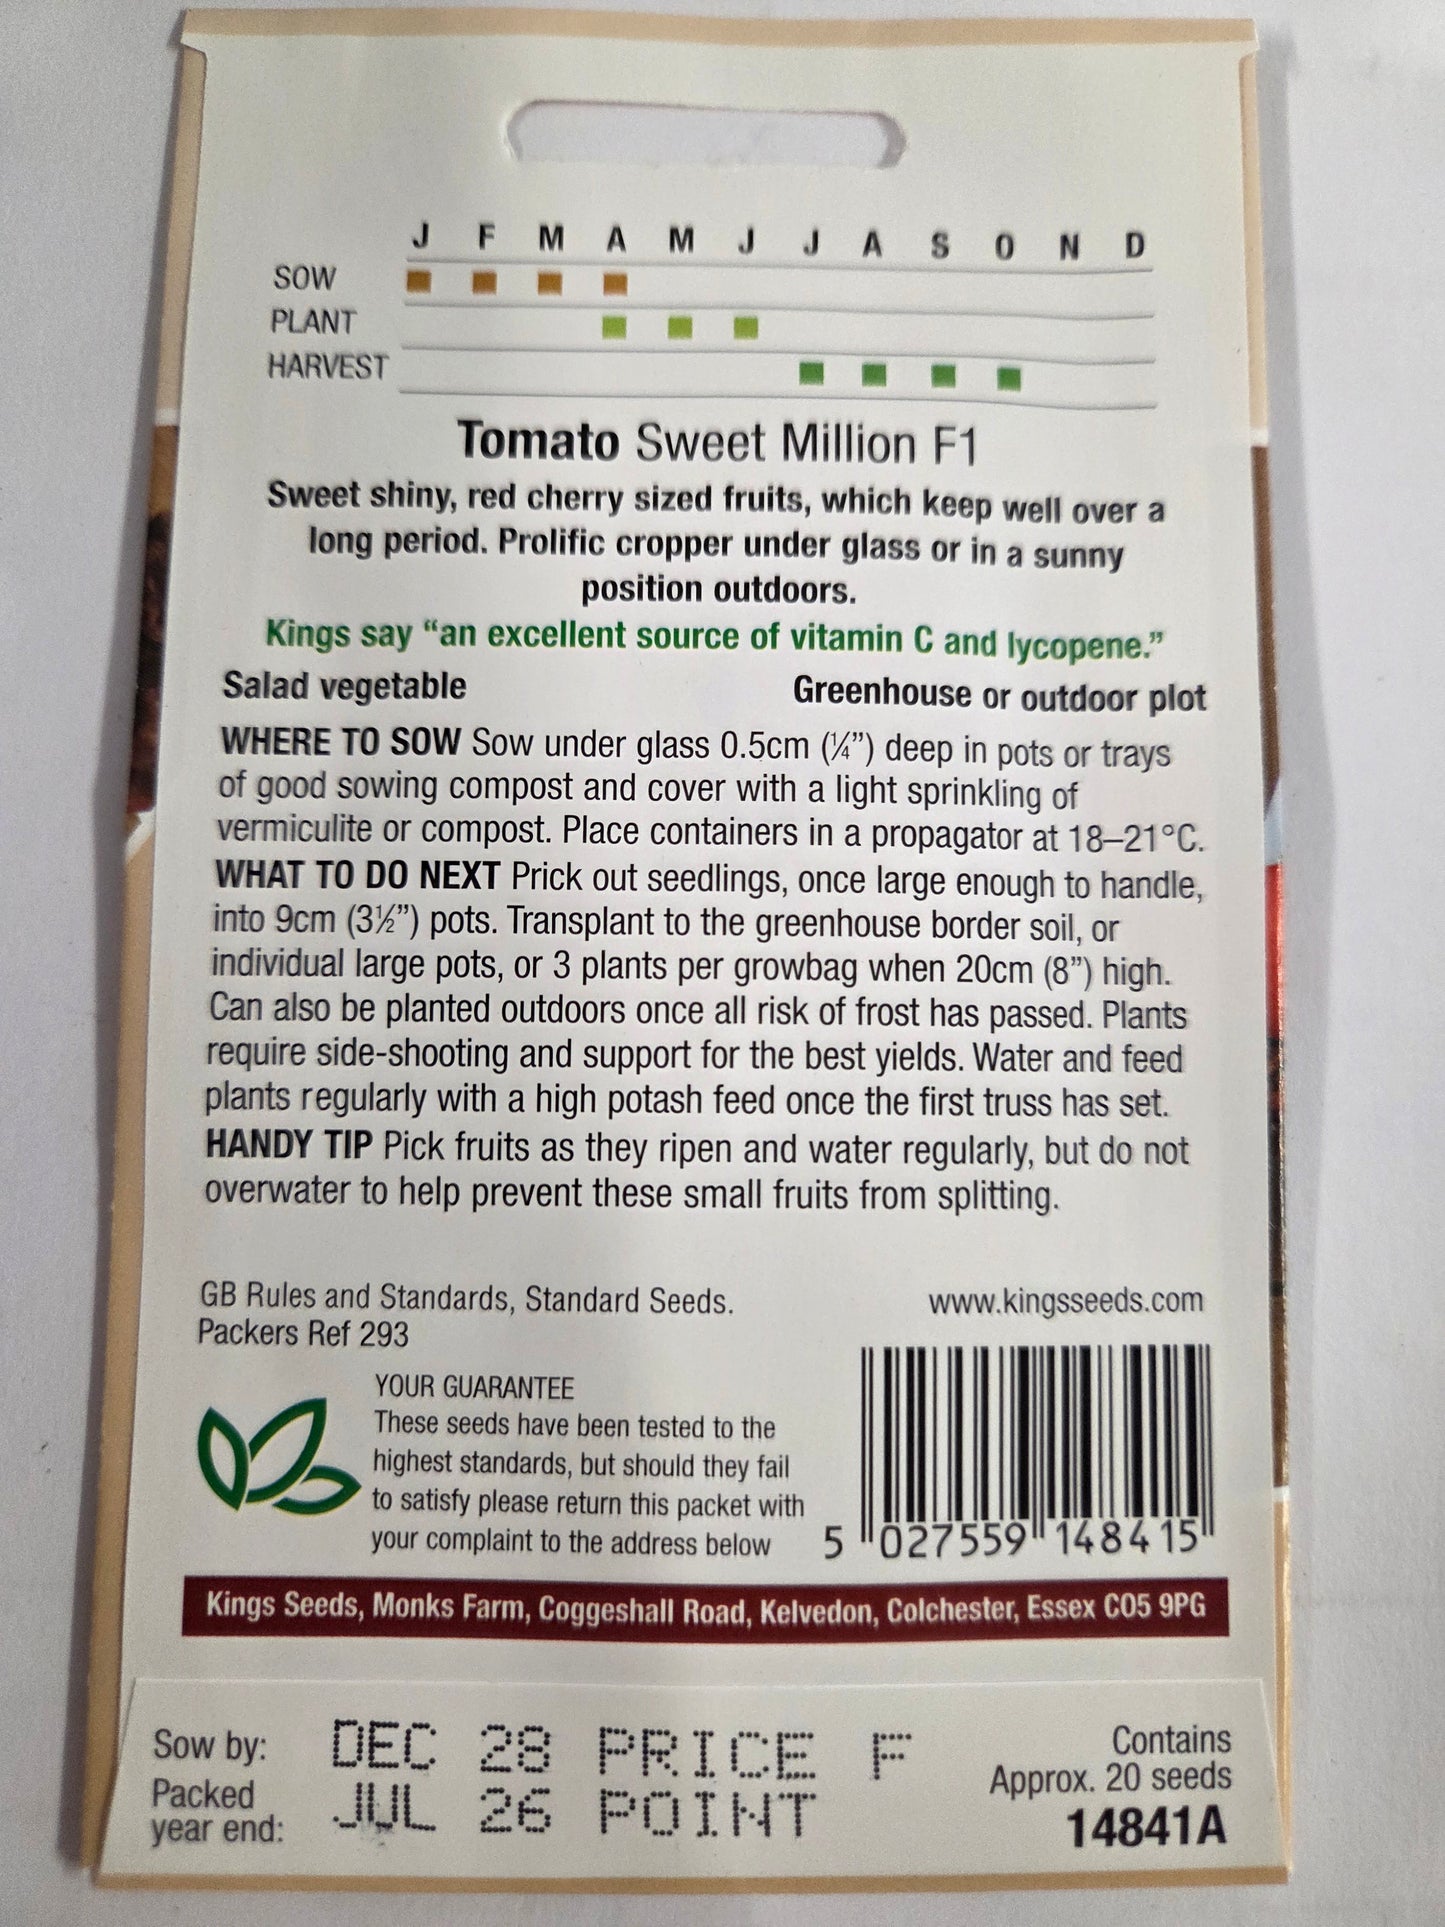 J F M A M J J A S O N D
SOW
PLANT
HARVEST
Tomato Sweet Million F1
Sweet shiny, red cherry sized fruits, which keep well over a
long period. Prolific cropper under glass or in a sunny
position outdoors.
Kings say “an excellent source of vitamin C and lycopene.”
Salad vegetable Greenhouse or outdoor plot
WHERE TO SOW Sow under glass 0.5cm (¼”) deep in pots or trays
of good sowing compost and cover with a light sprinkling of
vermiculite or compost. Place containers in a propagator at 18–21°C.
WHAT TO DO NEXT Prick out seedlings, once large enough to handle,
into 9cm (3½”) pots. Transplant to the greenhouse border soil, or
individual large pots, or 3 plants per growbag when 20cm (8”) high.
Can also be planted outdoors once all risk of frost has passed. Plants
require side-shooting and support for the best yields. Water and feed
plants regularly with a high potash feed once the first truss has set.
HANDY TIP Pick fruits as they ripen and water regularly, but do not
overwater to help prevent these small fruits from splitting.
GB Rules and Standards, Standard Seeds. www.kingsseeds.com
Packers Ref 293
YOUR GUARANTEE
These seeds have been tested to the
highest standards, but should they fail
to satisfy please return this packet with
your complaint to the address below
5 027559 148415
Kings Seeds, Monks Farm, Coggeshall Road, Kelvedon, Colchester, Essex CO5 9PG
Sow by: DEC 28 PRICE F
Packed
year end: JUL 26 POINT
Contains
Approx. 20 seeds
14841A